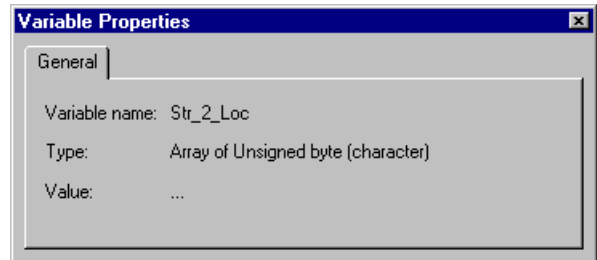 Variable Properties
General
Variable name: Str_2_Loc
Type: Array of Unsigned byte (character)
Value: ...